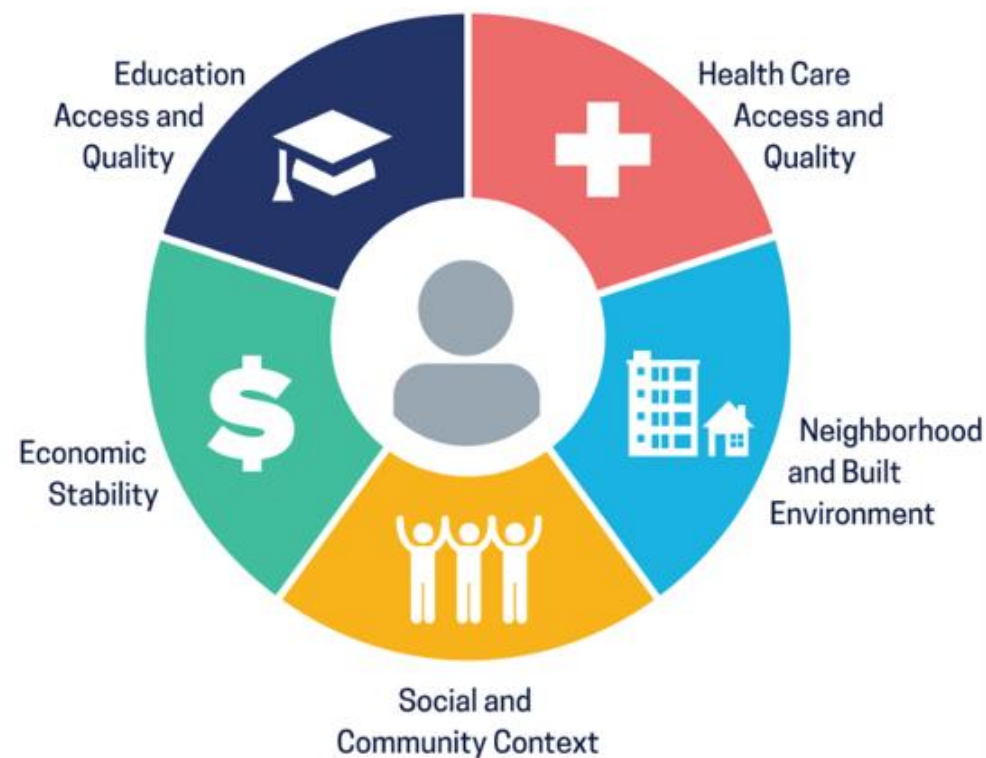 Education
Access and
Quality
Health Care
Access and
Quality
Economic
Stability
Neighborhood
and Built
Environment
Social and
Community Context